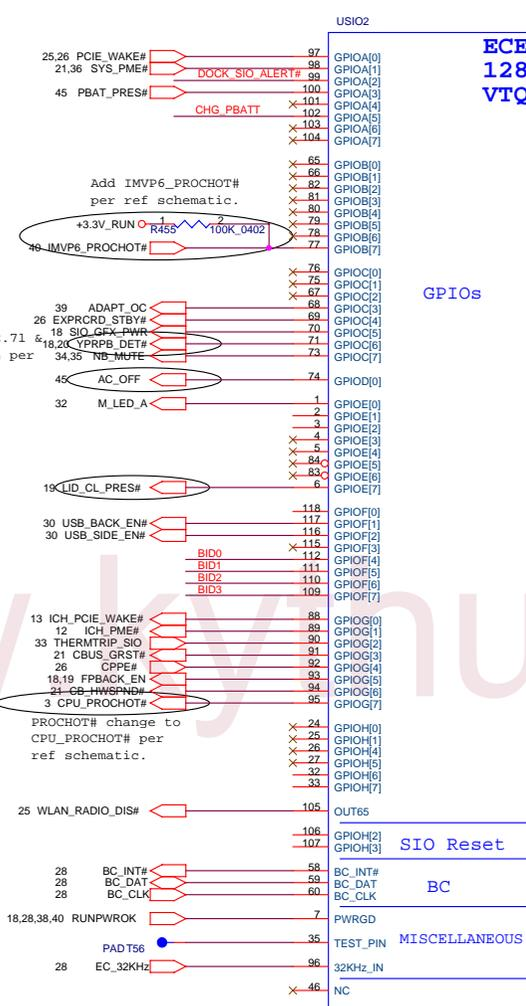 USIO2
ECE
128
VTQ
25,26 PCIE_WAKE# 97 GPIOA[0]
21,36 SYS_PME# 98 GPIOA[1]
DOCK_SIO_ALERT# 99 GPIOA[2]
45 PBAT_PRES# 100 GPIOA[3]
101 GPIOA[4]
CHG_PBATT 102 GPIOA[5]
103 GPIOA[6]
104 GPIOA[7]
65 GPIOB[0]
66 GPIOB[1]
82 GPIOB[2]
81 GPIOB[3]
Add IMVP6_PROCHOT#
80 GPIOB[4]
per ref schematic.
+3.3V_RUN 1 2 79 GPIOB[5]
R455 100K_0402 78 GPIOB[6]
40 IMVP6_PROCHOT# 77 GPIOB[7]
76 GPIOC[0]
75 GPIOC[1]
67 GPIOC[2]
GPIOs
39 ADAPT_OC 68 GPIOC[3]
26 EXPRCRD_STBY# 69 GPIOC[4]
18 SIO_GFX_PWR 70 GPIOC[5]
.71 &
18,20 YPRPB_DET# 71 GPIOC[6]
per
34,35 NB_MUTE 73 GPIOC[7]
45 AC_OFF 74 GPIOD[0]
32 M_LED_A 1 GPIOE[0]
2 GPIOE[1]
3 GPIOE[2]
4 GPIOE[3]
5 GPIOE[4]
84 GPIOE[5]
83 GPIOE[6]
19 LID_CL_PRES# 6 GPIOE[7]
118 GPIOF[0]
30 USB_BACK_EN# 117 GPIOF[1]
30 USB_SIDE_EN# 116 GPIOF[2]
115 GPIOF[3]
BID0 112 GPIOF[4]
BID1 111 GPIOF[5]
BID2 110 GPIOF[6]
BID3 109 GPIOF[7]
kythu
13 ICH_PCIE_WAKE# 88 GPIOG[0]
12 ICH_PME# 89 GPIOG[1]
33 THERMTRIP_SIO 90 GPIOG[2]
21 CBUS_GRST# 91 GPIOG[3]
26 CPPE# 92 GPIOG[4]
18,19 FPBACK_EN 93 GPIOG[5]
21 CB_HWSPND# 94 GPIOG[6]
3 CPU_PROCHOT# 95 GPIOG[7]
PROCHOT# change to
CPU_PROCHOT# per
ref schematic.
24 GPIOH[0]
25 GPIOH[1]
26 GPIOH[4]
27 GPIOH[5]
32 GPIOH[6]
33 GPIOH[7]
25 WLAN_RADIO_DIS# 105 OUT65
106 GPIOH[2]
107 GPIOH[3]
SIO Reset
28 BC_INT# 58 BC_INT#
28 BC_DAT 59 BC_DAT
28 BC_CLK 60 BC_CLK
BC
18,28,38,40 RUNPWROK 7 PWRGD
PAD T56 35 TEST_PIN
MISCELLANEOUS
28 EC_32KHz 96 32KHz_IN
46 NC